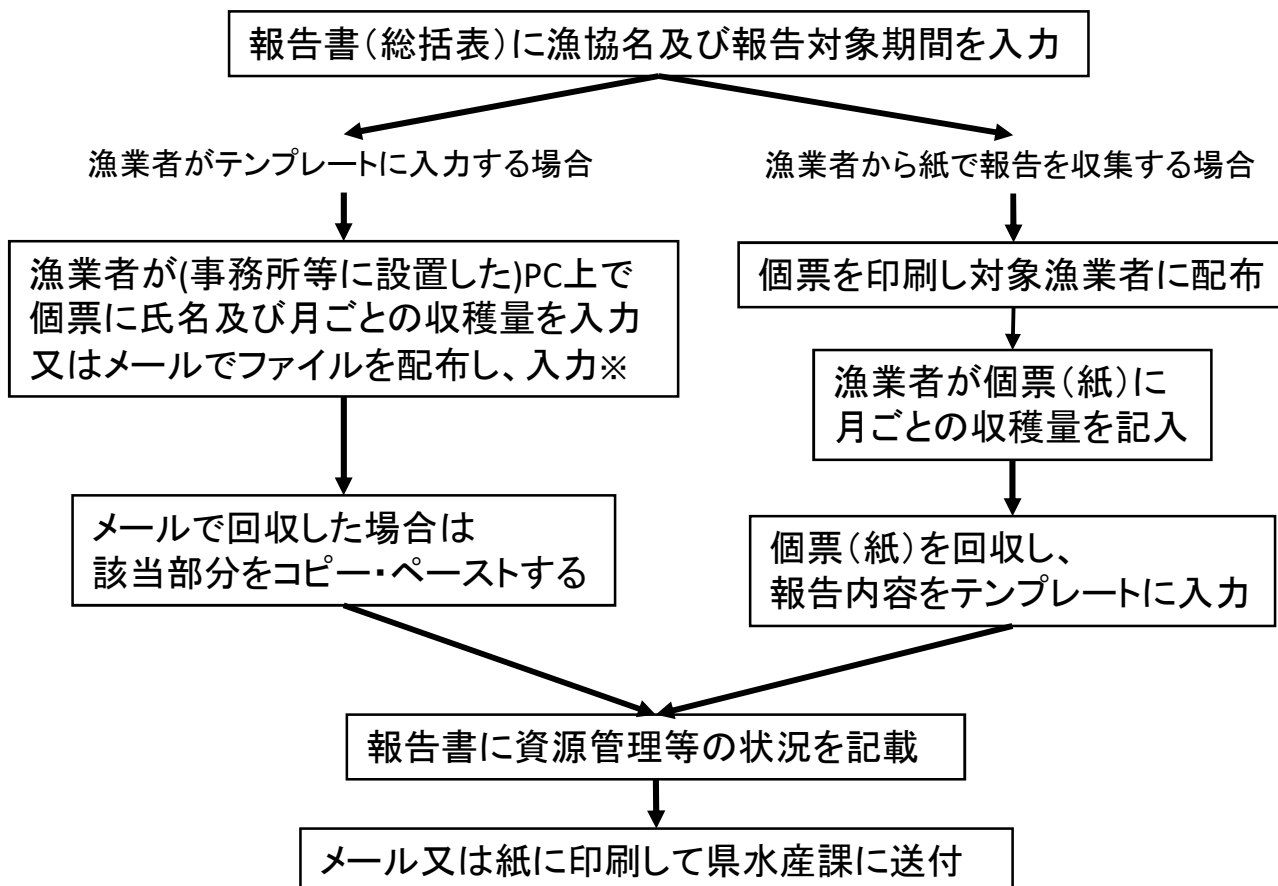 報告書（総括表）に漁協名及び報告対象期間を入力
漁業者がテンプレートに入力する場合
漁業者が(事務所等に設置した)PC上で
個票に氏名及び月ごとの収穫量を入力
又はメールでファイルを配布し、入力※
メールで回収した場合は
該当部分をコピー・ペーストする
漁業者から紙で報告を収集する場合
個票を印刷し対象漁業者に配布
漁業者が個票（紙）に
月ごとの収穫量を記入
個票（紙）を回収し、
報告内容をテンプレートに入力
報告書に資源管理等の状況を記載
メール又は紙に印刷して県水産課に送付